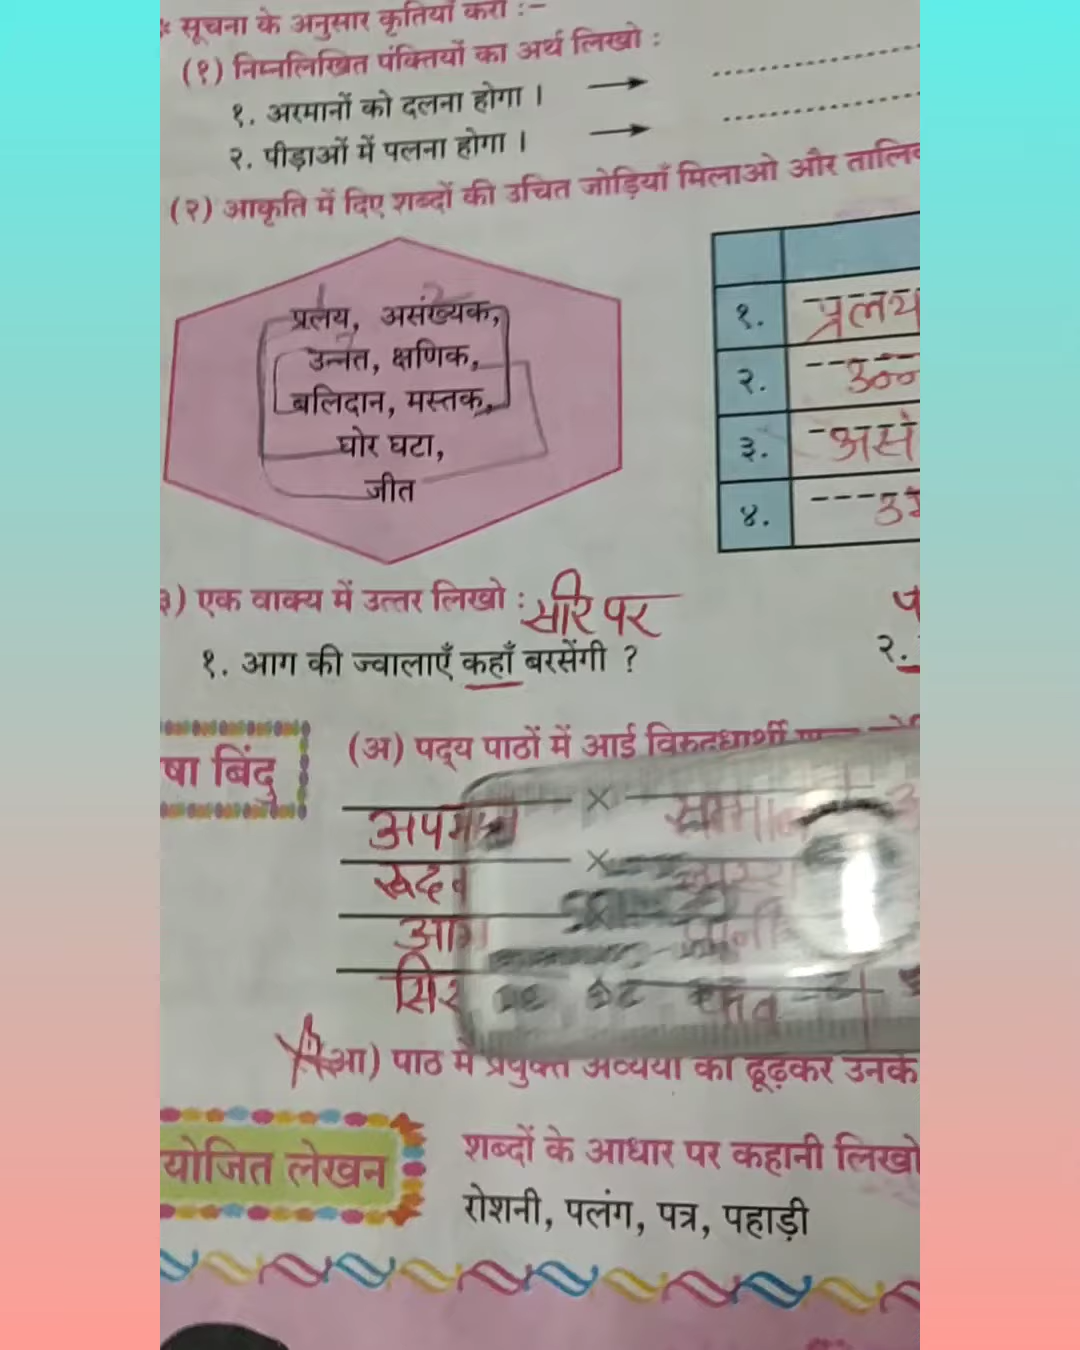 सूचना के अनुसार कृतियाँ करो :-
(१) निम्नलिखित पंक्तियों का अर्थ लिखो :
१. अरमानों को दलना होगा ।
२. पीड़ाओं में पलना होगा ।
(२) आकृति में दिए शब्दों की उचित जोड़ियाँ मिलाओ और
प्रलय, असंख्यक,
उन्नत, क्षणिक,
बलिदान, मस्तक,
घोर घटा,
जीत
१. प्रलय
२.
३. असं
४.
३) एक वाक्य में उत्तर लिखो : सीर पर
१. आग की ज्वालाएँ कहाँ बरसेंगी ?
२.
षा बिंदु
(अ) पद्य पाठों में आई विरुद्धार्थी
अपमान × सम्मान
×
सिर
आ) पाठ में प्रयुक्त अव्ययों को ढूँढ़कर उनके
योजित लेखन
शब्दों के आधार पर कहानी लिखो
रोशनी, पलंग, पत्र, पहाड़ी